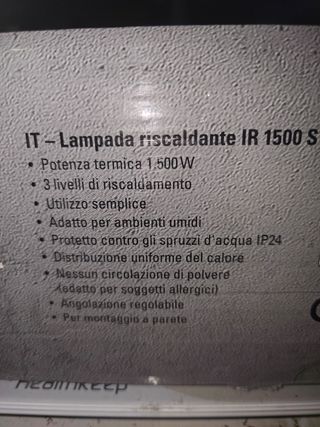 IT – Lampada riscaldante IR 1500 S
• Potenza termica 1.500 W
• 3 livelli di riscaldamento
• Utilizzo semplice
• Adatto per ambienti umidi
• Protetto contro gli spruzzi d'acqua IP24
• Distribuzione uniforme del calore
• Nessun circolazione di polvere
(adatto per soggetti allergici)
• Angolazione regolabile
• Per montaggio a parete